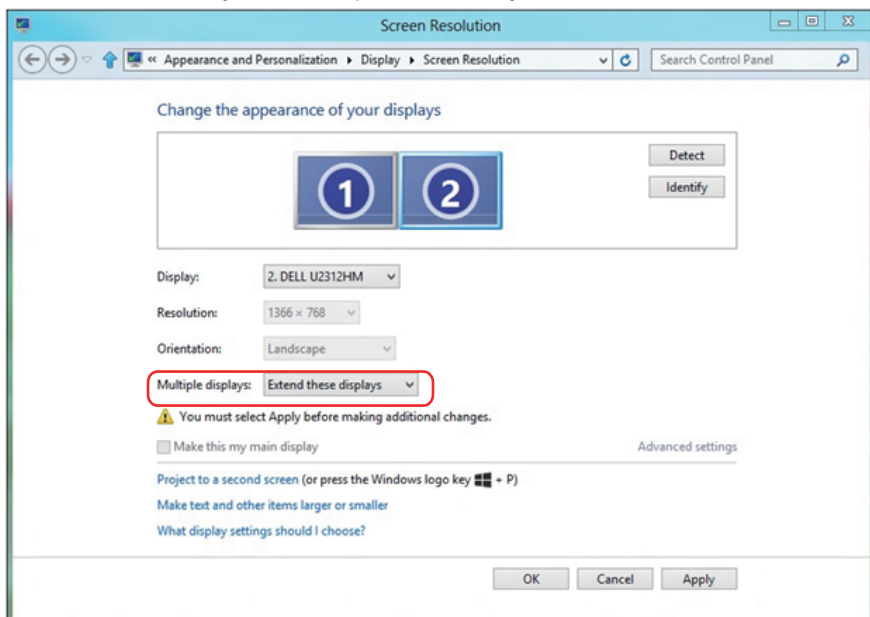 Screen Resolution
« Appearance and Personalization ▸ Display ▸ Screen Resolution
Search Control Panel
Change the appearance of your displays
1 2
Detect
Identify
Display: 2. DELL U2312HM
Resolution: 1366 × 768
Orientation: Landscape
Multiple displays: Extend these displays
You must select Apply before making additional changes.
Make this my main display Advanced settings
Project to a second screen (or press the Windows logo key + P)
Make text and other items larger or smaller
What display settings should I choose?
OK Cancel Apply